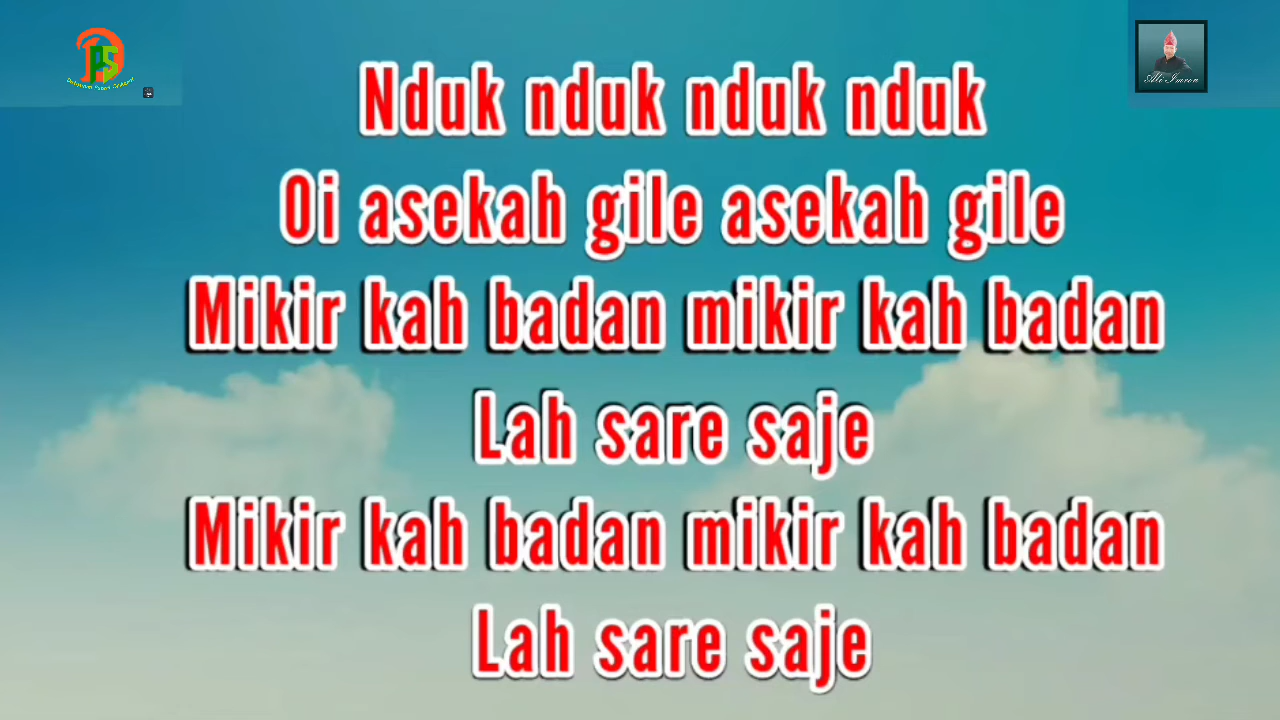 Nduk nduk nduk nduk
Oi asekah gile asekah gile
Mikir kah badan mikir kah badan
Lah sare saje
Mikir kah badan mikir kah badan
Lah sare saje